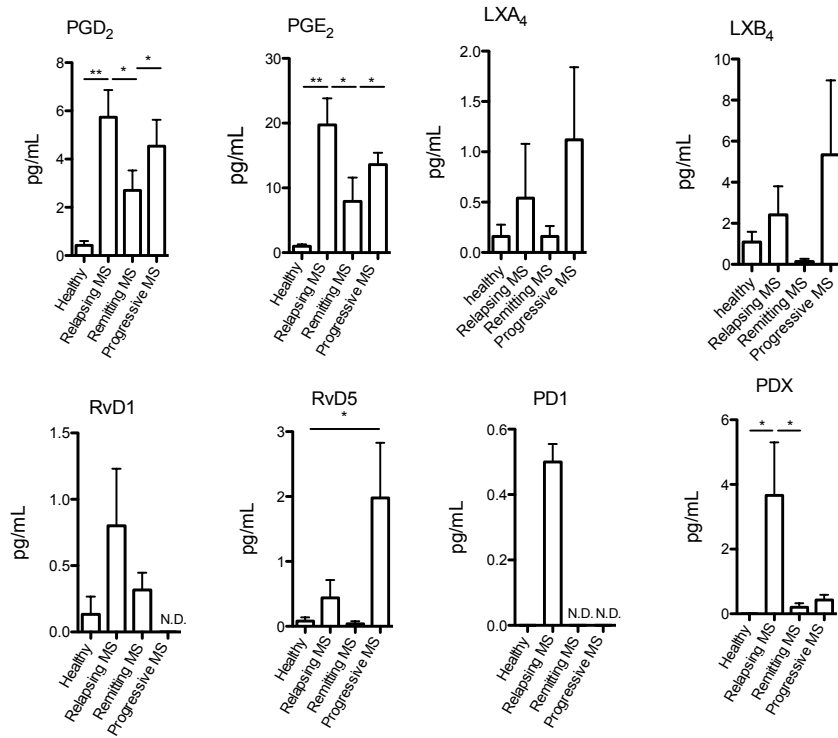 PGD2
pg/mL
8
6
4
2
0
** * *
Healthy
Relapsing MS
Remitting MS
Progressive MS
PGE2
pg/mL
30
20
10
0
** * *
Healthy
Relapsing MS
Remitting MS
Progressive MS
LXA4
pg/mL
2.0
1.5
1.0
0.5
0.0
healthy
Relapsing MS
Remitting MS
Progressive MS
LXB4
pg/mL
10
8
6
4
2
0
healthy
Relapsing MS
Remitting MS
Progressive MS
RvD1
pg/mL
1.5
1.0
0.5
0.0
N.D.
Healthy
Relapsing MS
Remitting MS
Progressive MS
RvD5
pg/mL
3
2
1
0
*
Healthy
Relapsing MS
Remitting MS
Progressive MS
PD1
pg/mL
0.6
0.4
0.2
0.0
N.D. N.D.
Healthy
Relapsing MS
Remitting MS
Progressive MS
PDX
pg/mL
6
4
2
0
* *
Healthy
Relapsing MS
Remitting MS
Progressive MS